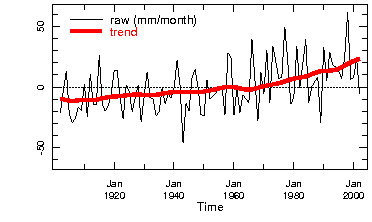 raw (mm/month)
trend
50
0
-50
Jan Jan Jan Jan Jan
1920 1940 1960 1980 2000
Time